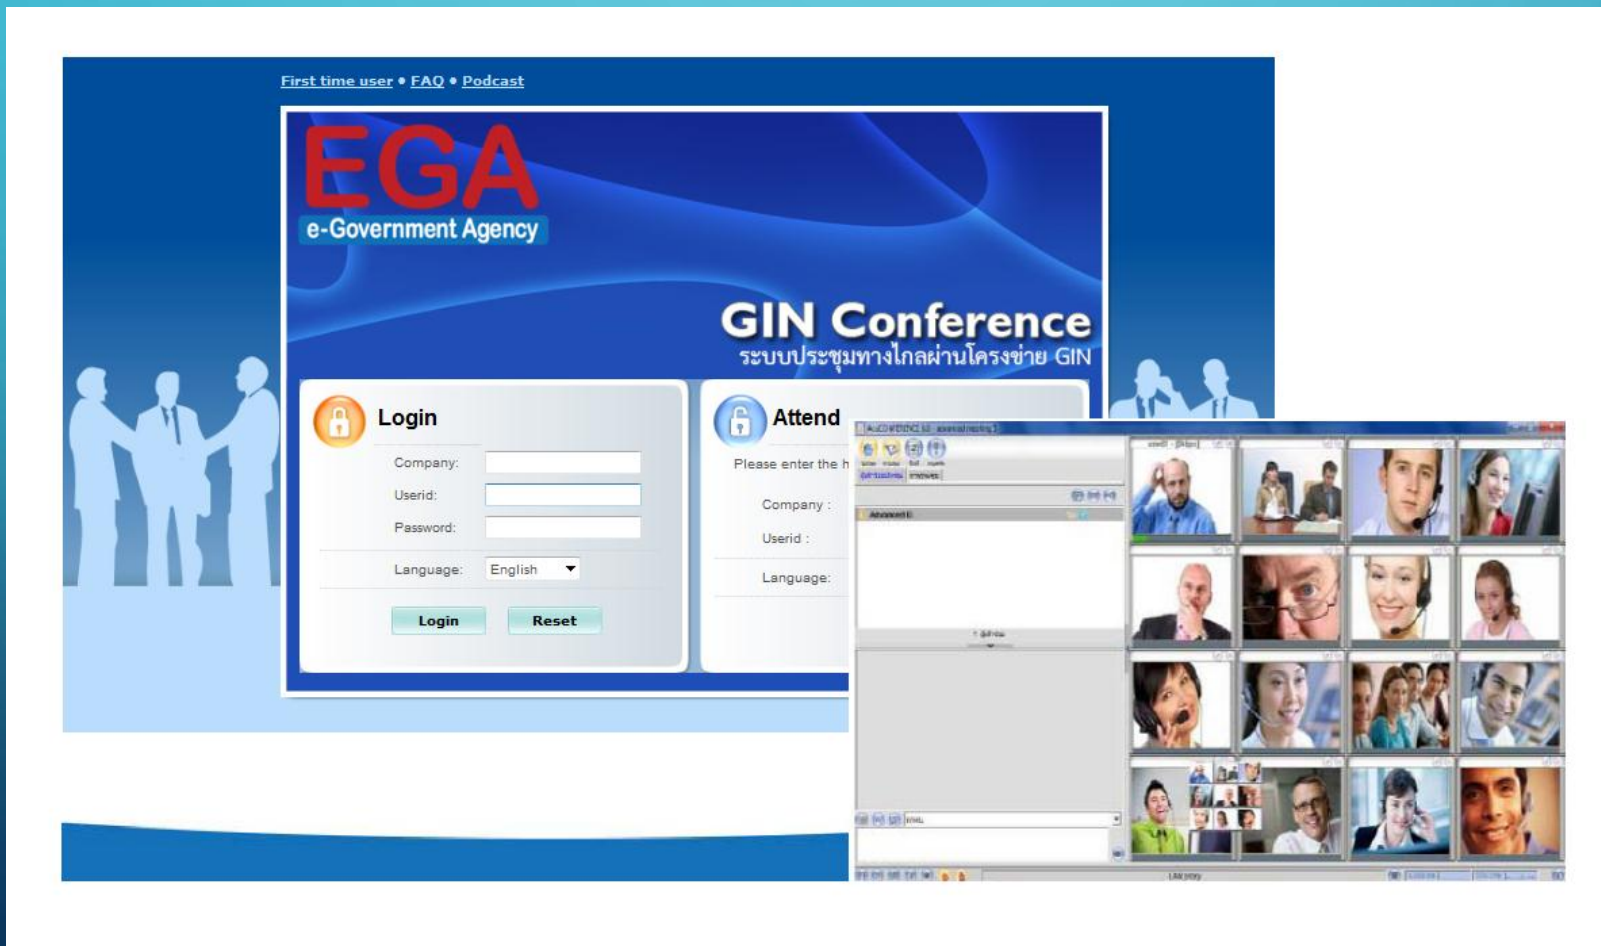 First time user • FAQ • Podcast
EGA
e-Government Agency
GIN Conference
ระบบประชุมทางไกลผ่านโครงข่าย GIN
Login
Company:
Userid:
Password:
Language: English
Login Reset
Attend
Please enter the h
Company :
Userid :
Language:
Advanced